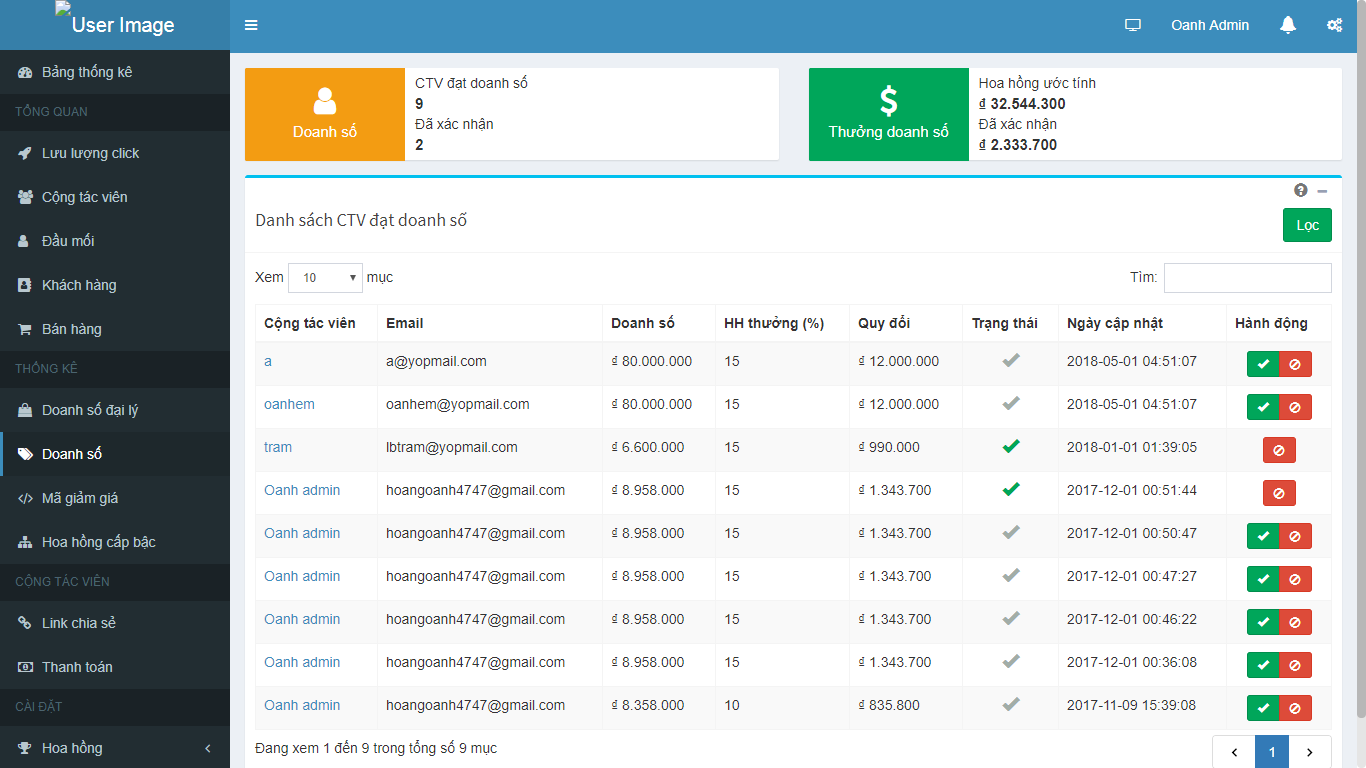 User Image
Oanh Admin
Bảng thống kê
TỔNG QUAN
Lưu lượng click
Cộng tác viên
Đầu mối
Khách hàng
Bán hàng
THỐNG KÊ
Doanh số đại lý
Doanh số
Mã giảm giá
Hoa hồng cấp bậc
CỘNG TÁC VIÊN
Link chia sẻ
Thanh toán
CÀI ĐẶT
Hoa hồng
Doanh số
CTV đạt doanh số
9
Đã xác nhận
2
Thưởng doanh số
Hoa hồng ước tính
₫ 32.544.300
Đã xác nhận
₫ 2.333.700
Danh sách CTV đạt doanh số
Lọc
Xem 10 mục Tìm:
Cộng tác viên Email Doanh số HH thưởng (%) Quy đổi Trạng thái Ngày cập nhật Hành động
a a@yopmail.com ₫ 80.000.000 15 ₫ 12.000.000 2018-05-01 04:51:07
oanhem oanhem@yopmail.com ₫ 80.000.000 15 ₫ 12.000.000 2018-05-01 04:51:07
tram lbtram@yopmail.com ₫ 6.600.000 15 ₫ 990.000 2018-01-01 01:39:05
Oanh admin hoangoanh4747@gmail.com ₫ 8.958.000 15 ₫ 1.343.700 2017-12-01 00:51:44
Oanh admin hoangoanh4747@gmail.com ₫ 8.958.000 15 ₫ 1.343.700 2017-12-01 00:50:47
Oanh admin hoangoanh4747@gmail.com ₫ 8.958.000 15 ₫ 1.343.700 2017-12-01 00:47:27
Oanh admin hoangoanh4747@gmail.com ₫ 8.958.000 15 ₫ 1.343.700 2017-12-01 00:46:22
Oanh admin hoangoanh4747@gmail.com ₫ 8.958.000 15 ₫ 1.343.700 2017-12-01 00:36:08
Oanh admin hoangoanh4747@gmail.com ₫ 8.358.000 10 ₫ 835.800 2017-11-09 15:39:08
Đang xem 1 đến 9 trong tổng số 9 mục
1